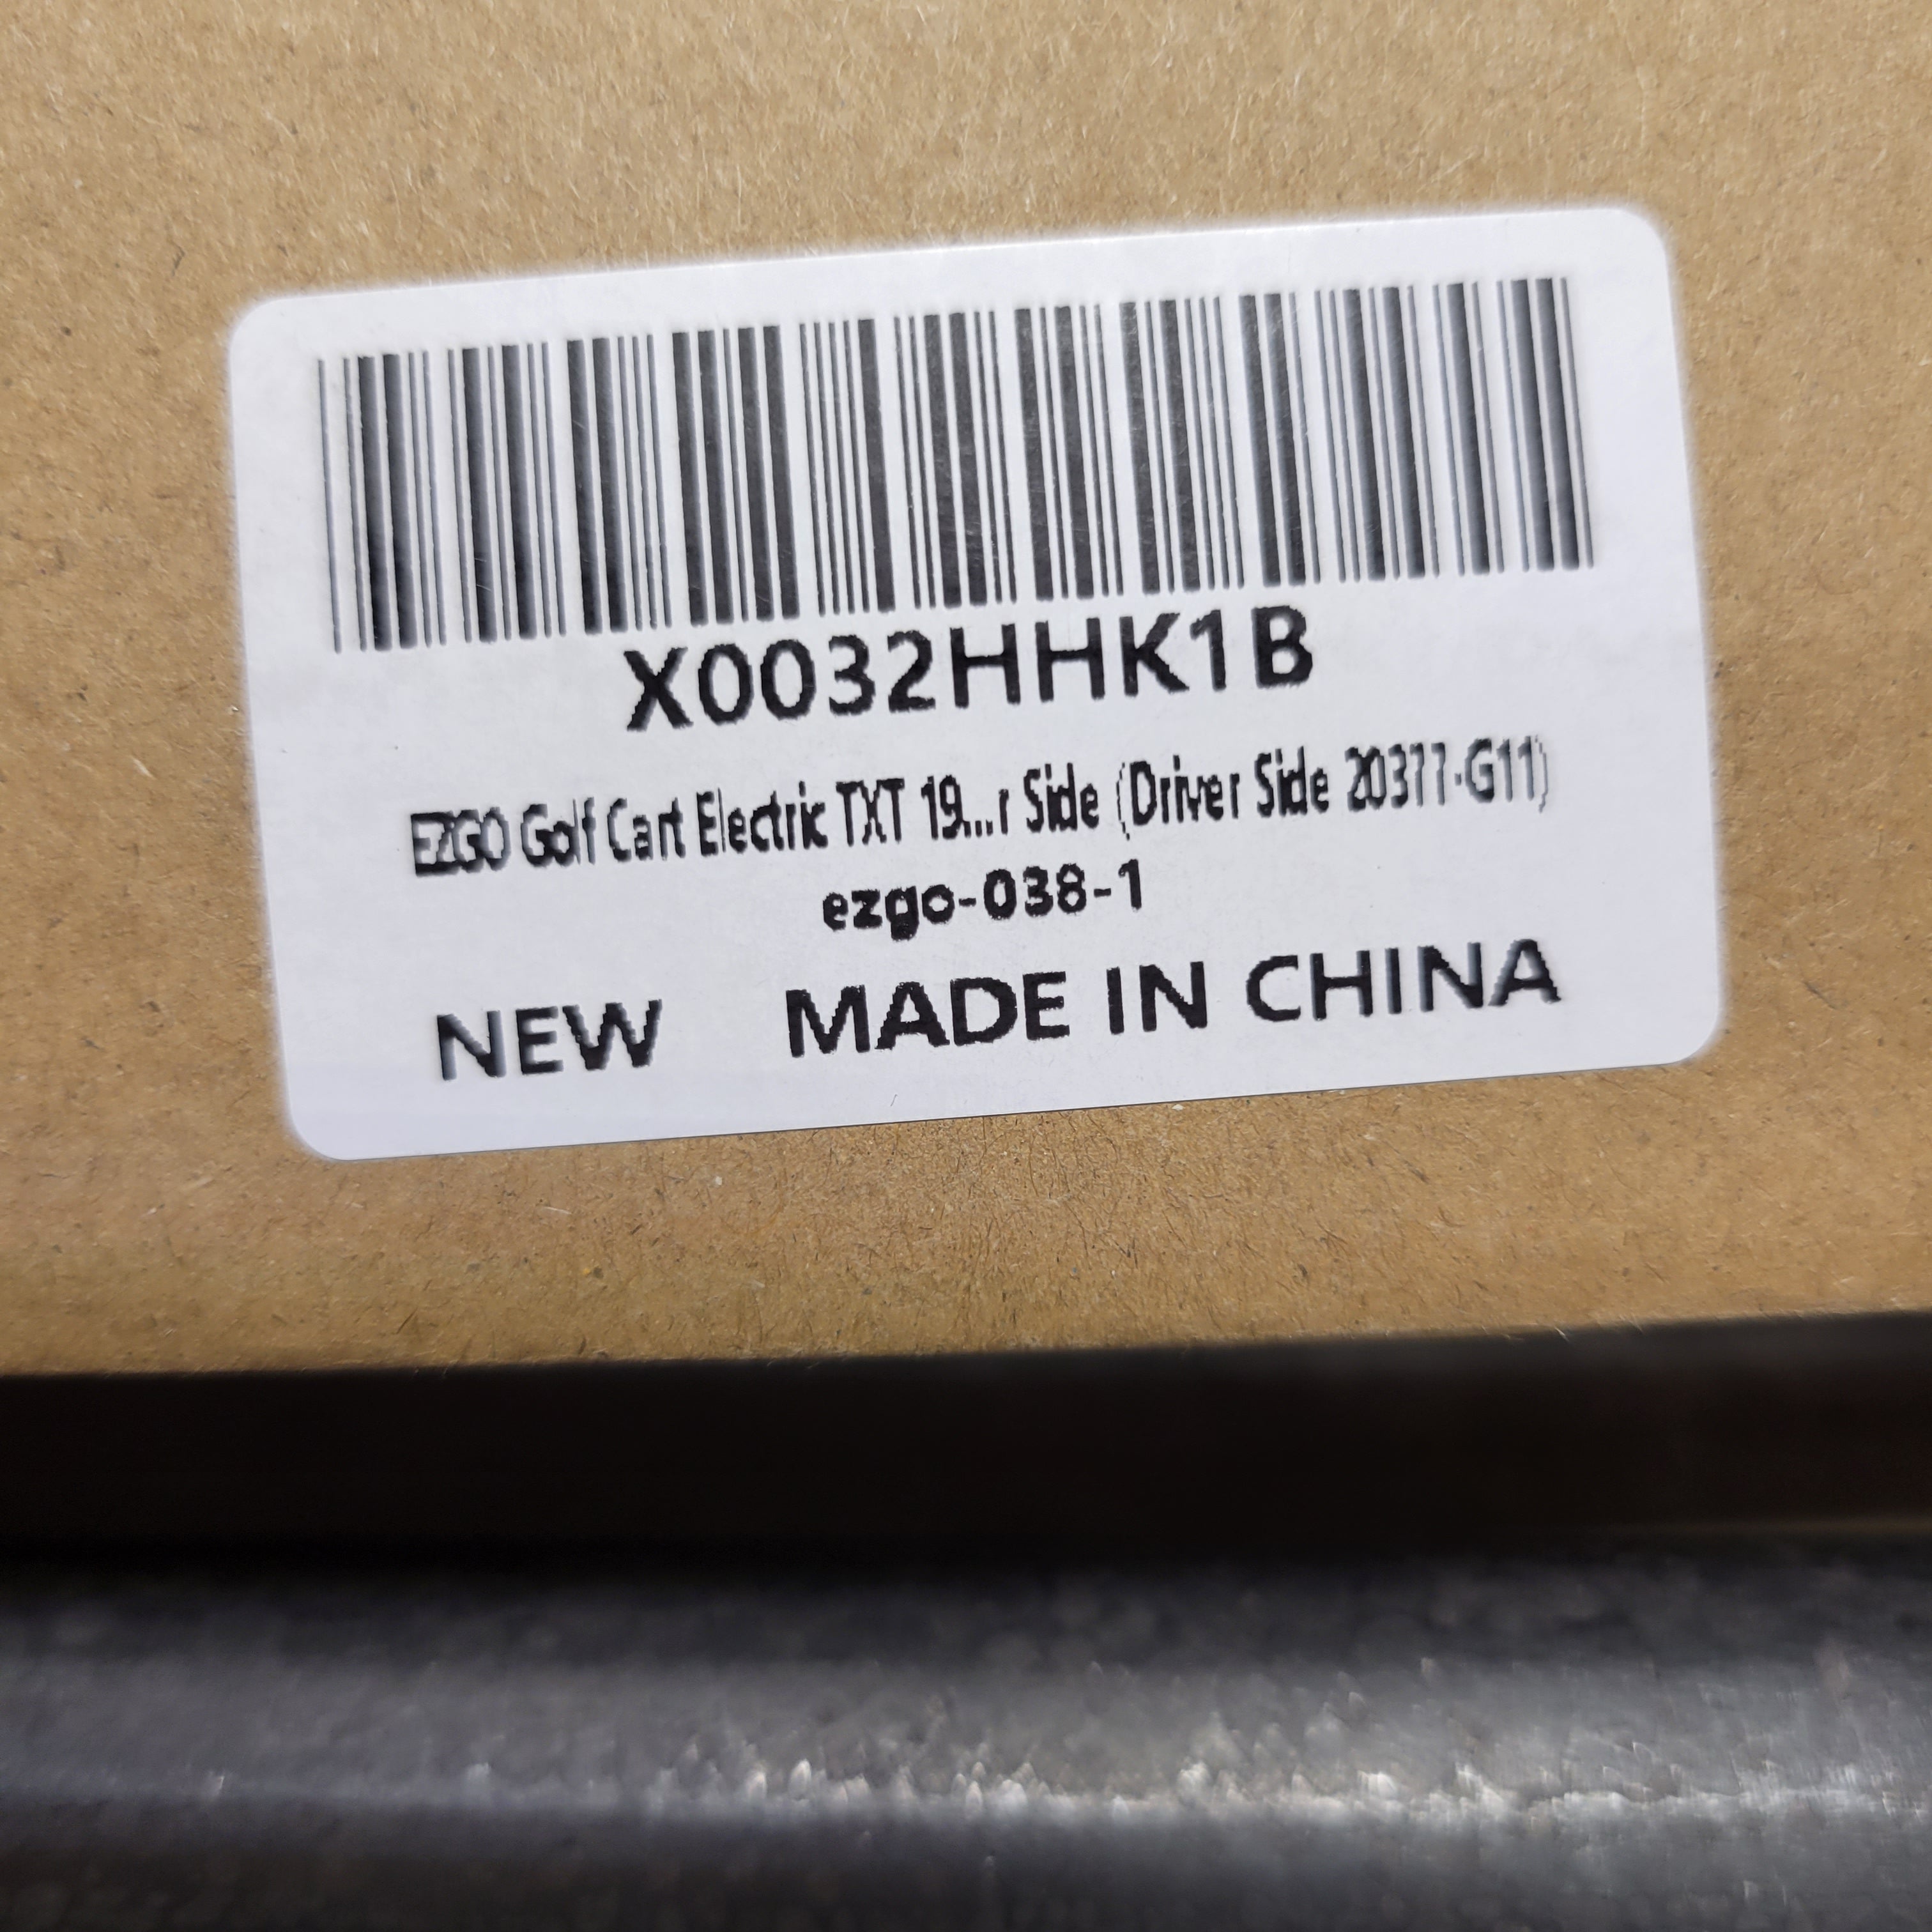 X0032HHK1B
EZGO Golf Cart Electric TXT 19...r Side (Driver Side 20377-G11)
ezgo-038-1
NEW MADE IN CHINA